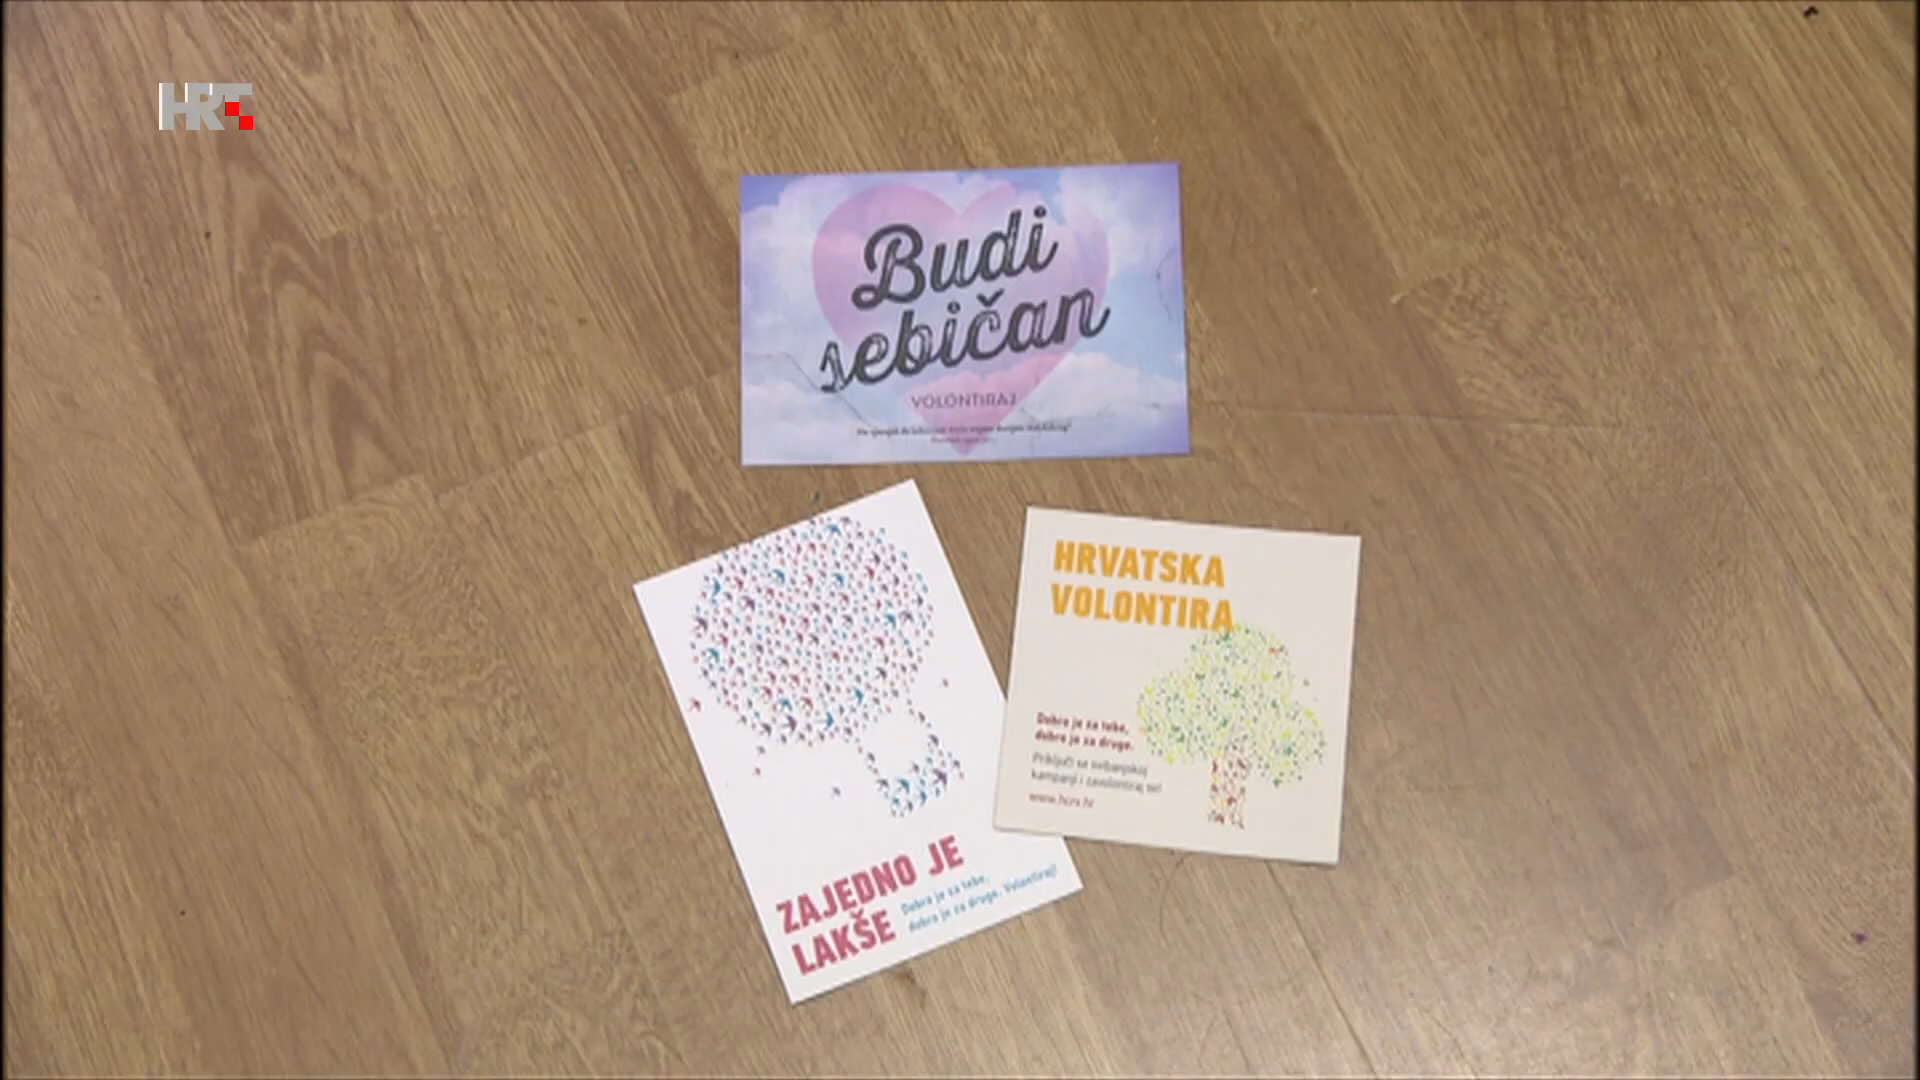 HRT
Budi
sebičan
VOLONTIRAJ
HRVATSKA
VOLONTIRA
Dobro je za tebe,
dobro je za druge.
Priključi se svibanjskoj
kampanji i zavolontiraj se!
www.hcrv.hr
ZAJEDNO JE
LAKŠE
Dobro je za tebe,
dobro je za druge. Volontiraj!